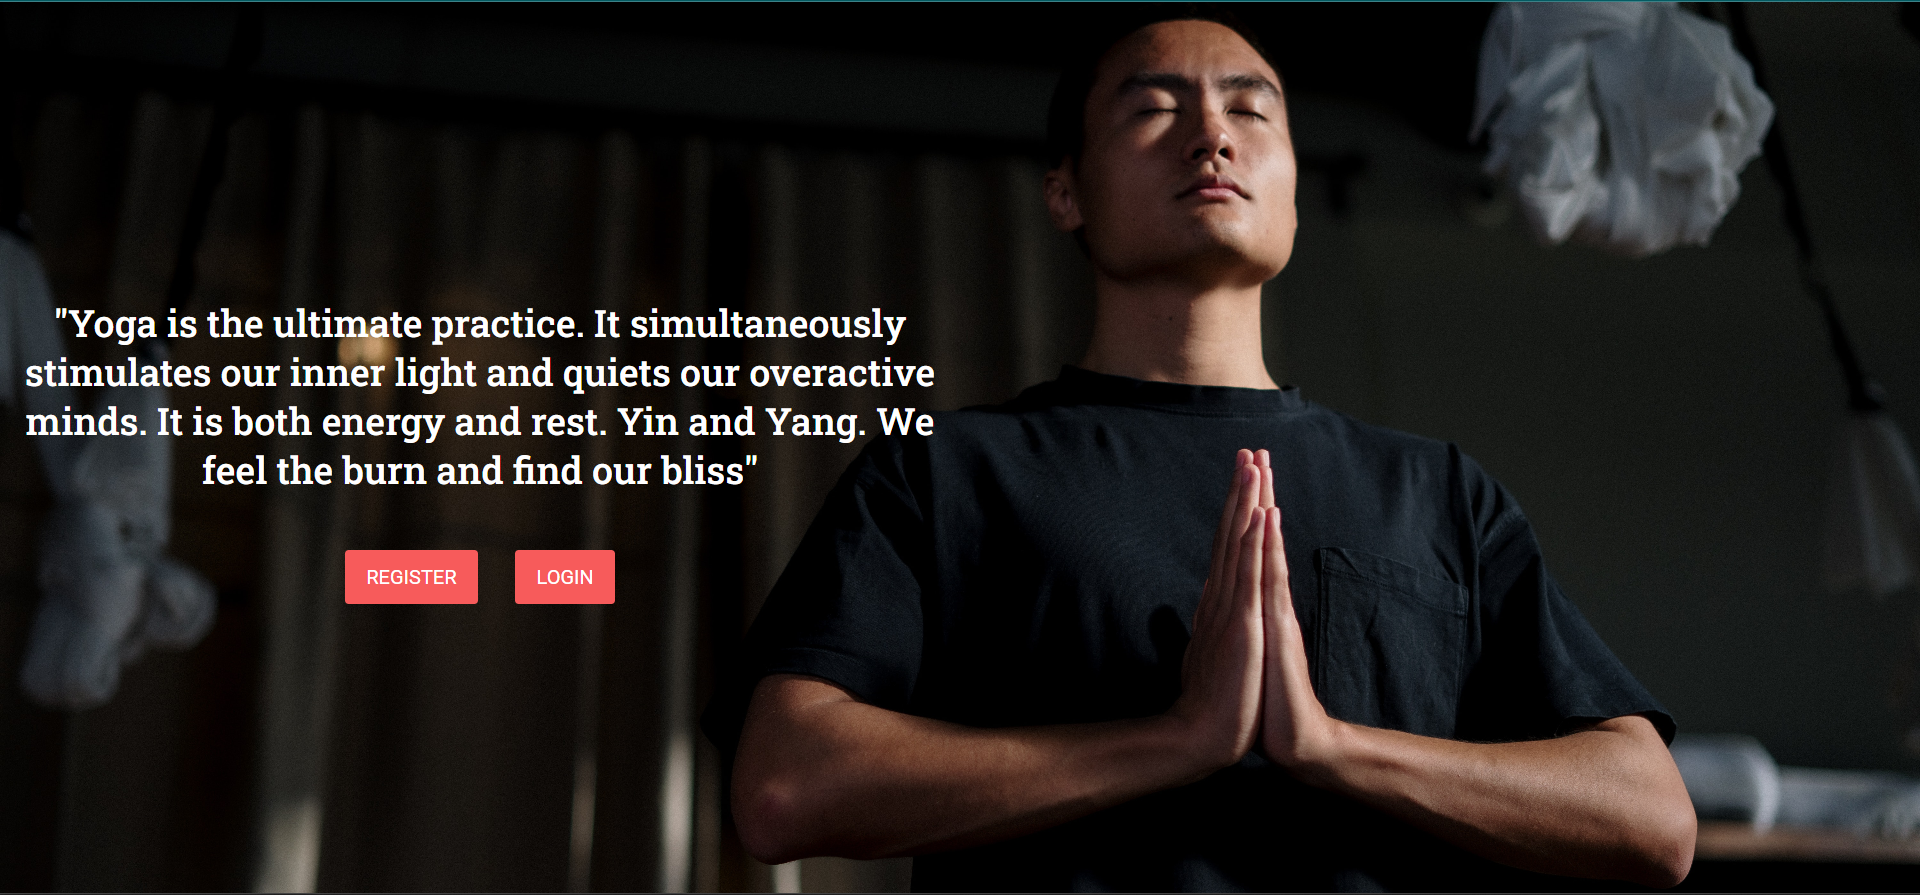 "Yoga is the ultimate practice. It simultaneously
stimulates our inner light and quiets our overactive
minds. It is both energy and rest. Yin and Yang. We
feel the burn and find our bliss"
REGISTER LOGIN